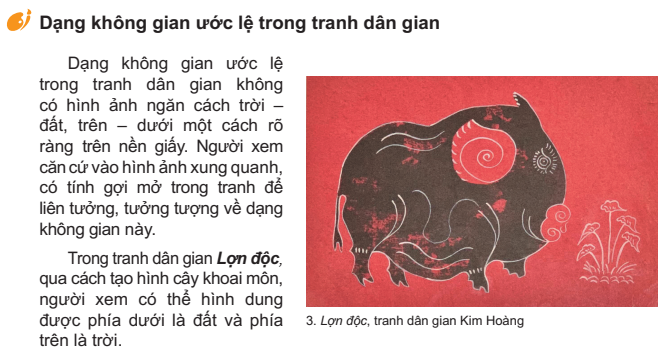 Dạng không gian ước lệ trong tranh dân gian
Dạng không gian ước lệ
trong tranh dân gian không
có hình ảnh ngăn cách trời –
đất, trên – dưới một cách rõ
ràng trên nền giấy. Người xem
căn cứ vào hình ảnh xung quanh,
có tính gợi mở trong tranh để
liên tưởng, tưởng tượng về dạng
không gian này.
Trong tranh dân gian Lợn độc,
qua cách tạo hình cây khoai môn,
người xem có thể hình dung
được phía dưới là đất và phía
trên là trời.
3. Lợn độc, tranh dân gian Kim Hoàng